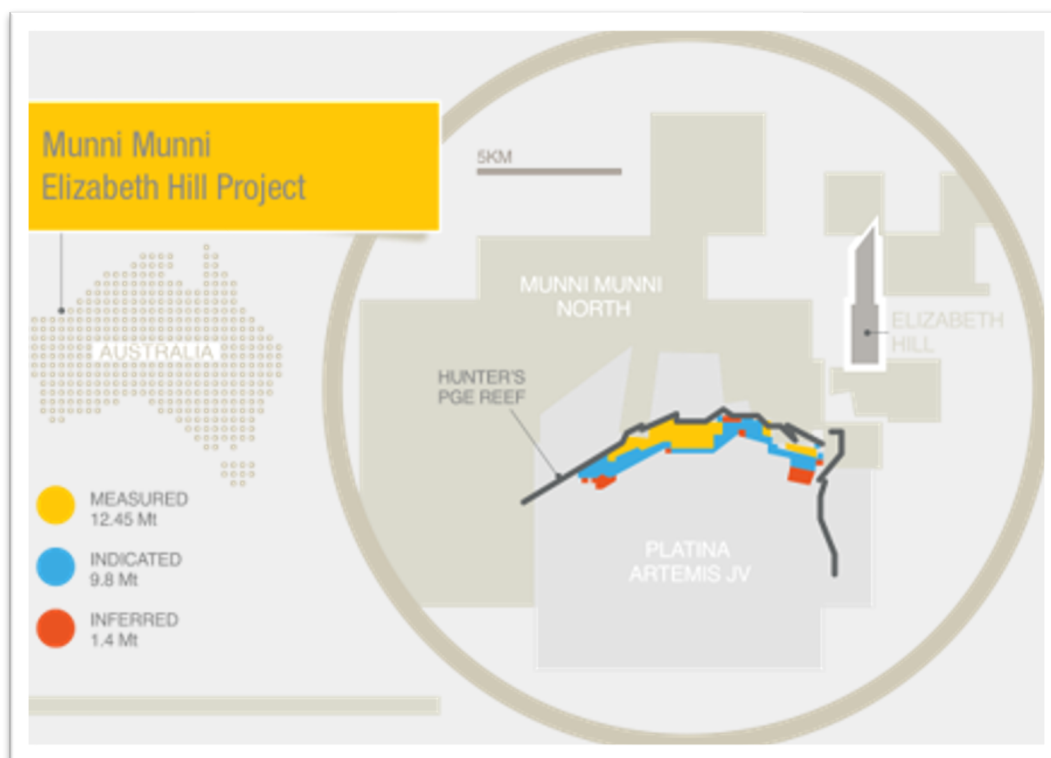 Munni Munni
Elizabeth Hill Project
5KM
MUNNI MUNNI
NORTH
AUSTRALIA
ELIZABETH
HILL
HUNTER'S
PGE REEF
MEASURED
12.45 Mt
INDICATED
9.8 Mt
INFERRED
1.4 Mt
PLATINA
ARTEMIS JV